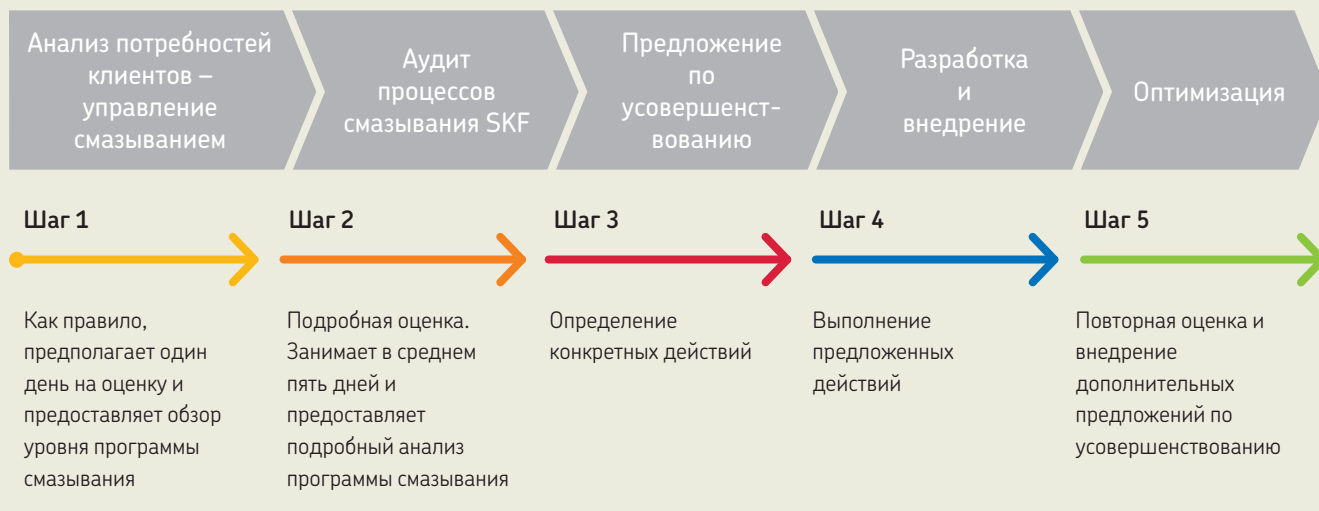 Анализ потребностей
клиентов –
управление
смазыванием
Аудит
процессов
смазывания SKF
Предложение
по
усовершенст-
вованию
Разработка
и
внедрение
Оптимизация
Шаг 1
Как правило,
предполагает один
день на оценку и
предоставляет обзор
уровня программы
смазывания
Шаг 2
Подробная оценка.
Занимает в среднем
пять дней и
предоставляет
подробный анализ
программы смазывания
Шаг 3
Определение
конкретных действий
Шаг 4
Выполнение
предложенных
действий
Шаг 5
Повторная оценка и
внедрение
дополнительных
предложений по
усовершенствованию